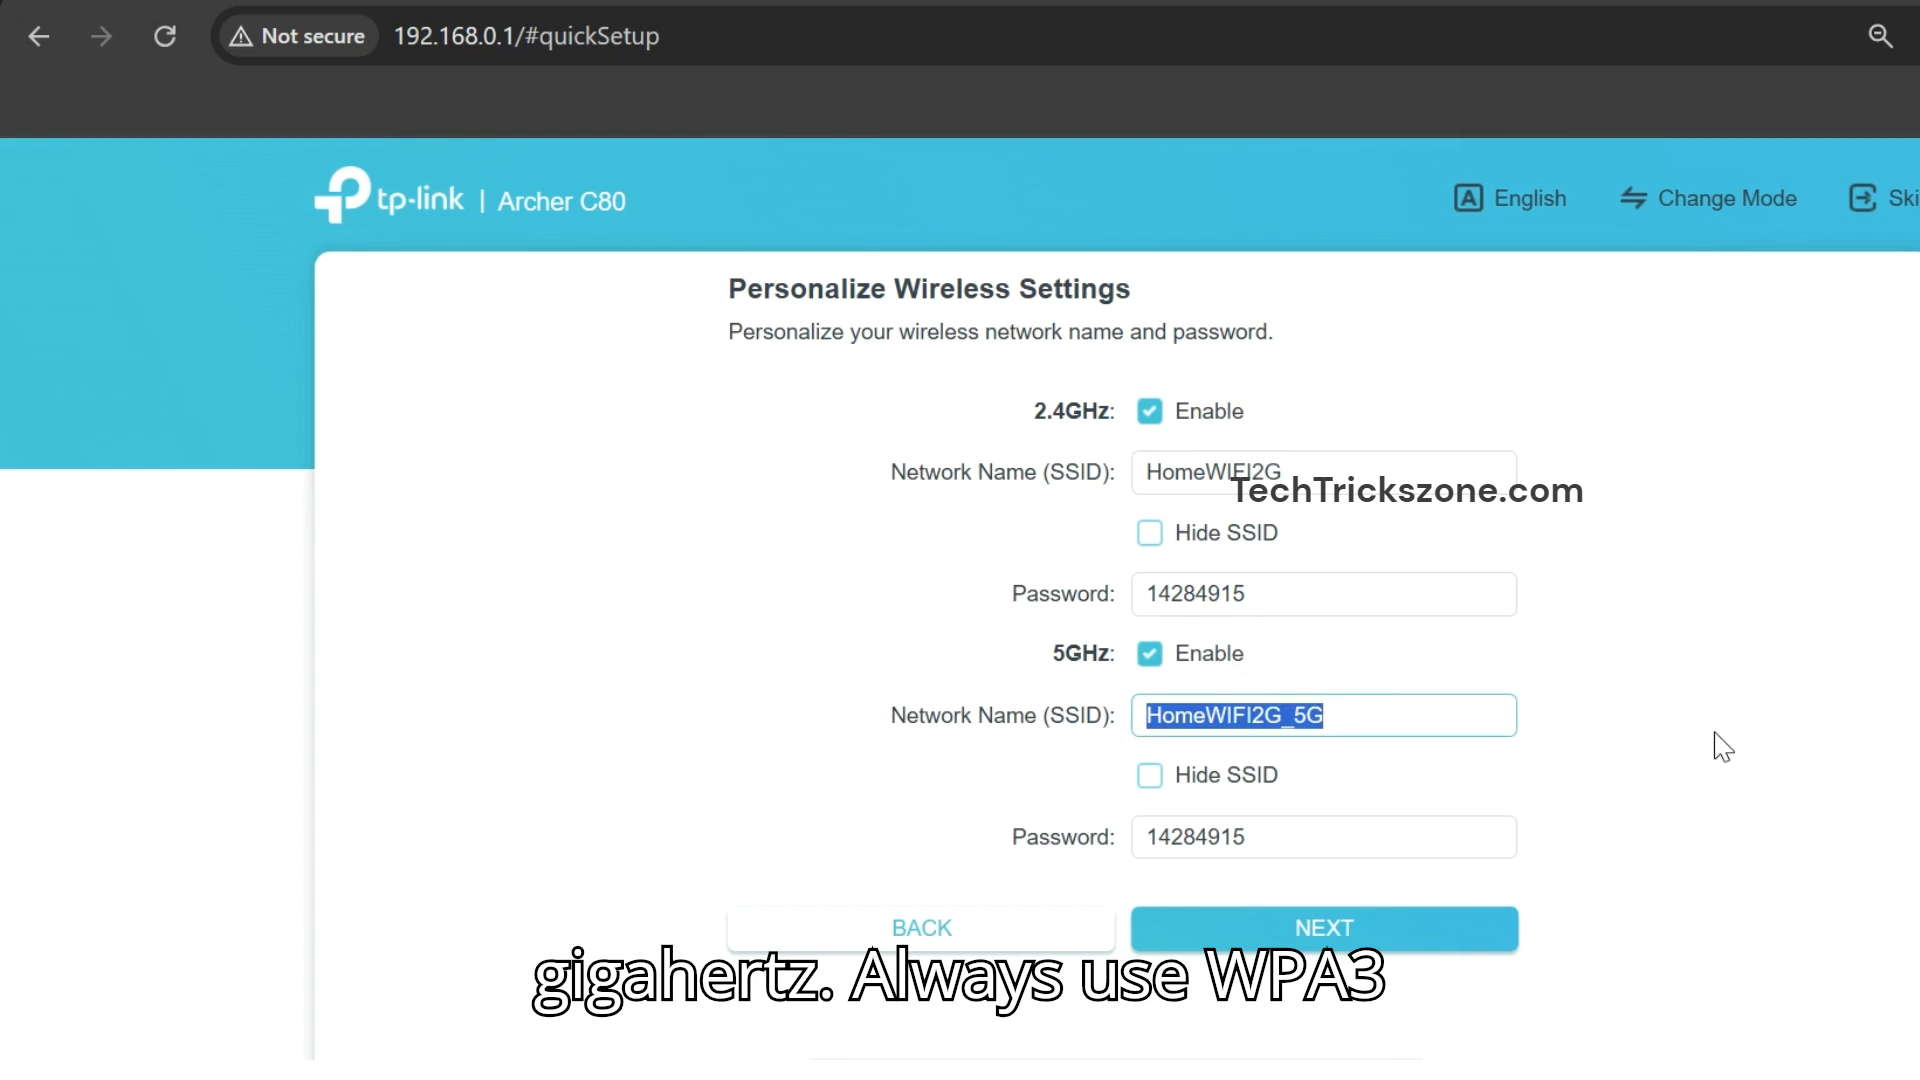 Not secure 192.168.0.1/#quickSetup
tp-link | Archer C80
English Change Mode Ski
Personalize Wireless Settings
Personalize your wireless network name and password.
2.4GHz: Enable
Network Name (SSID): HomeWIFI2G
TechTrickszone.com
Hide SSID
Password: 14284915
5GHz: Enable
Network Name (SSID): HomeWIFI2G_5G
Hide SSID
Password: 14284915
BACK NEXT
gigahertz. Always use WPA3